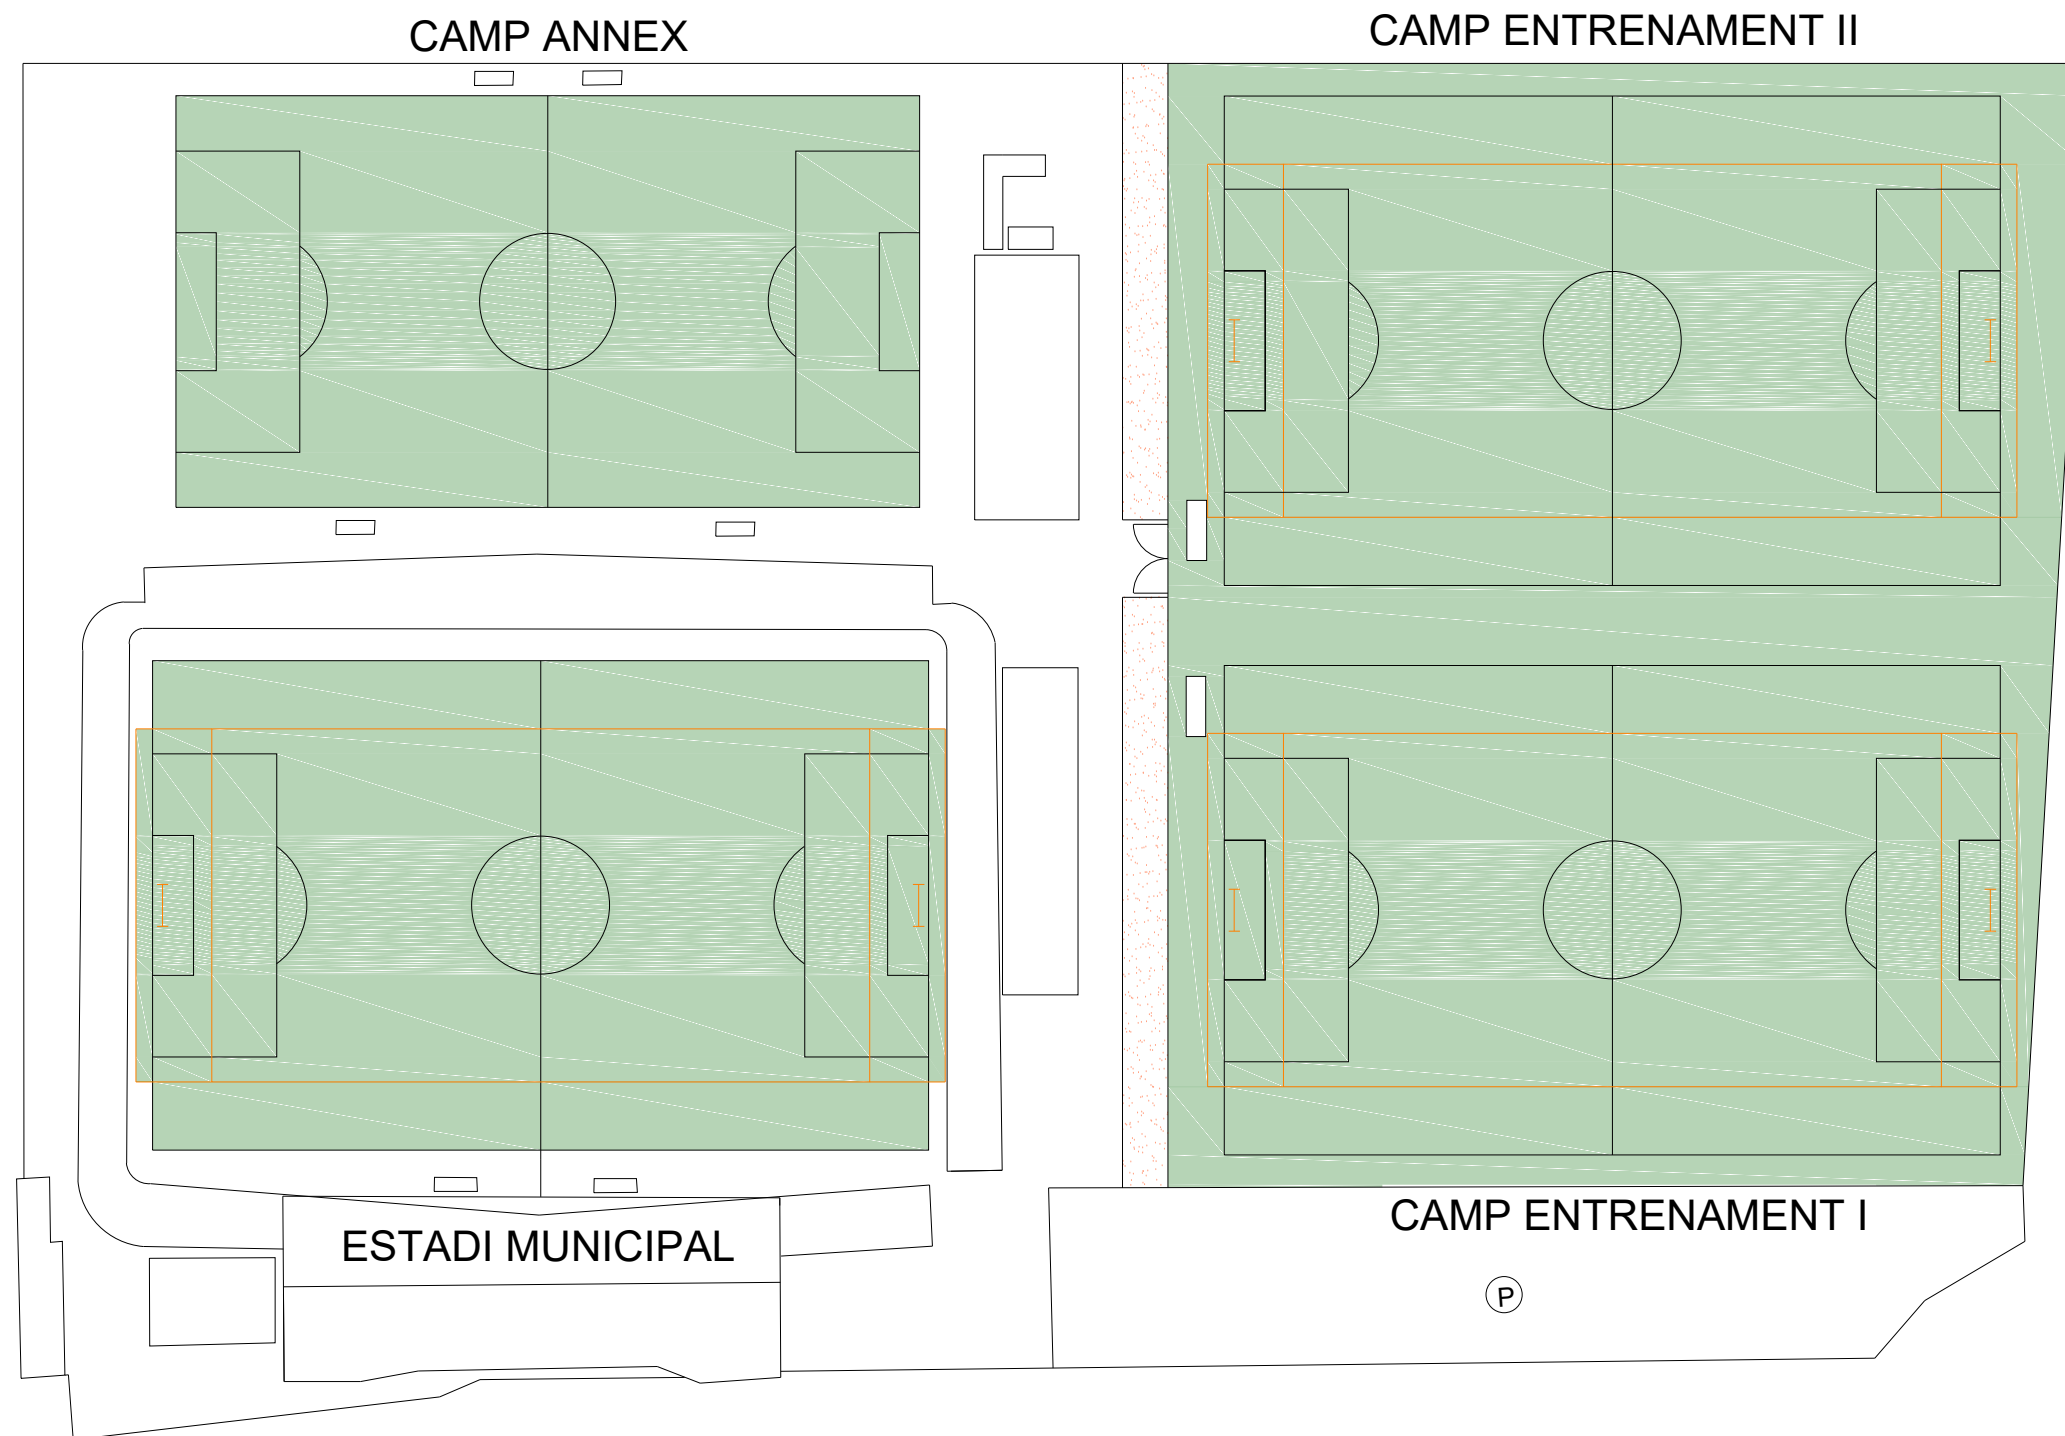 CAMP ANNEX
CAMP ENTRENAMENT II
CAMP ENTRENAMENT I
ESTADI MUNICIPAL
P